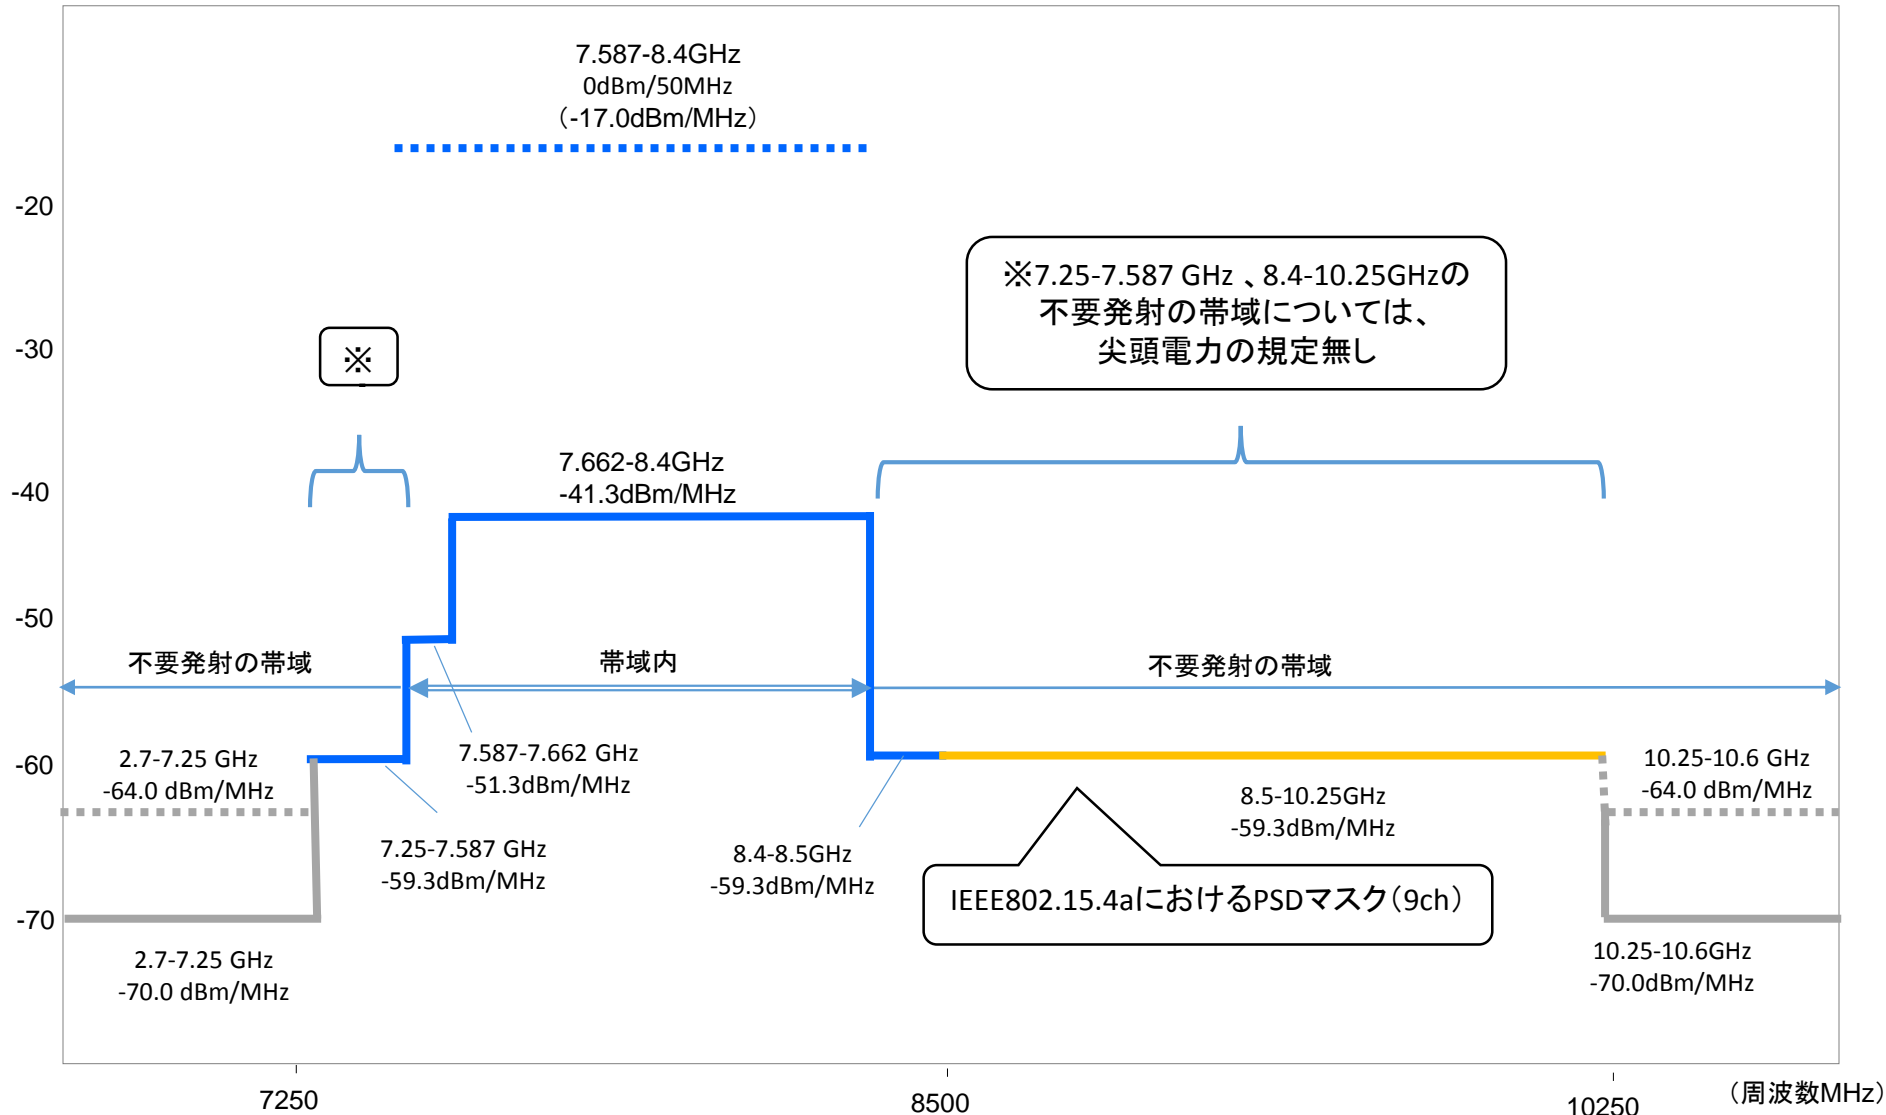 7.587-8.4GHz
0dBm/50MHz
（-17.0dBm/MHz）
-20
※7.25-7.587 GHz 、8.4-10.25GHzの
不要発射の帯域については、
尖頭電力の規定無し
-30
※
7.662-8.4GHz
-41.3dBm/MHz
-40
-50
不要発射の帯域
帯域内
不要発射の帯域
2.7-7.25 GHz
-64.0 dBm/MHz
7.587-7.662 GHz
-51.3dBm/MHz
-60
10.25-10.6 GHz
-64.0 dBm/MHz
8.5-10.25GHz
-59.3dBm/MHz
7.25-7.587 GHz
-59.3dBm/MHz
8.4-8.5GHz
-59.3dBm/MHz
IEEE802.15.4aにおけるPSDマスク（9ch）
-70
2.7-7.25 GHz
-70.0 dBm/MHz
10.25-10.6GHz
-70.0dBm/MHz
7250
8500
10250
（周波数MHz）